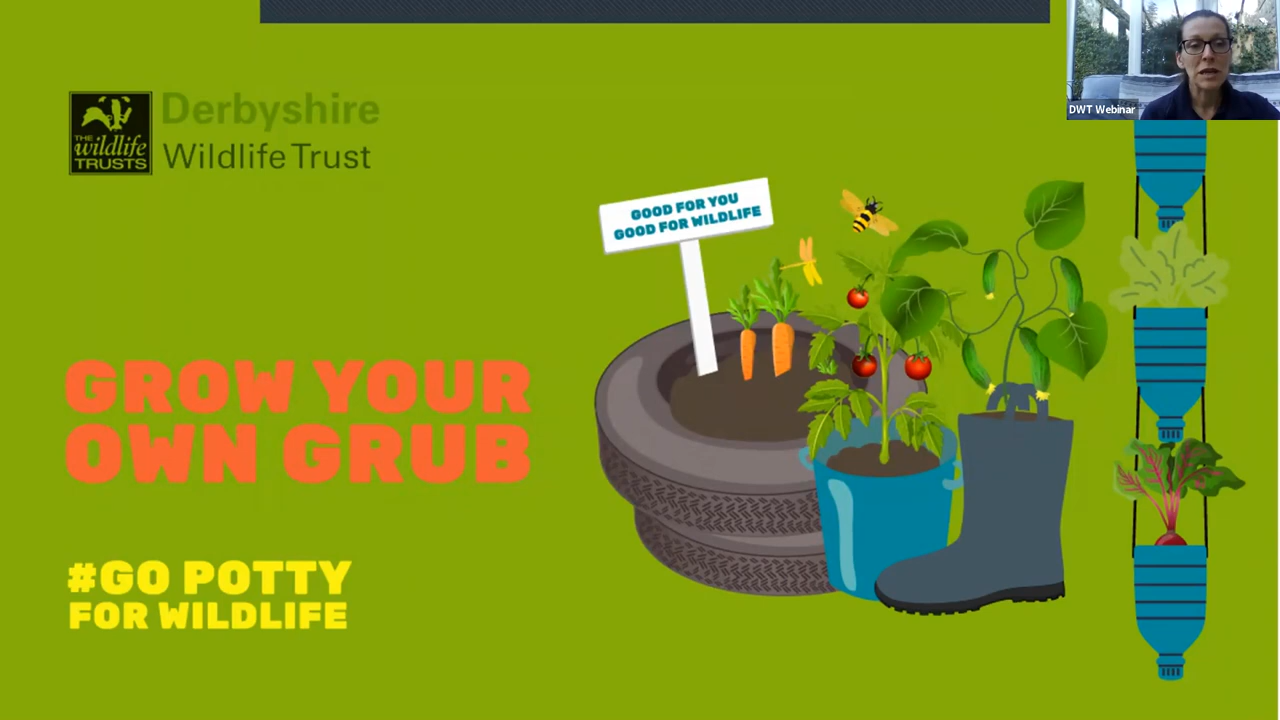 THE
wildlife
TRUSTS
Derbyshire
Wildlife Trust
DWT Webinar
GOOD FOR YOU
GOOD FOR WILDLIFE
GROW YOUR
OWN GRUB
#GO POTTY
FOR WILDLIFE